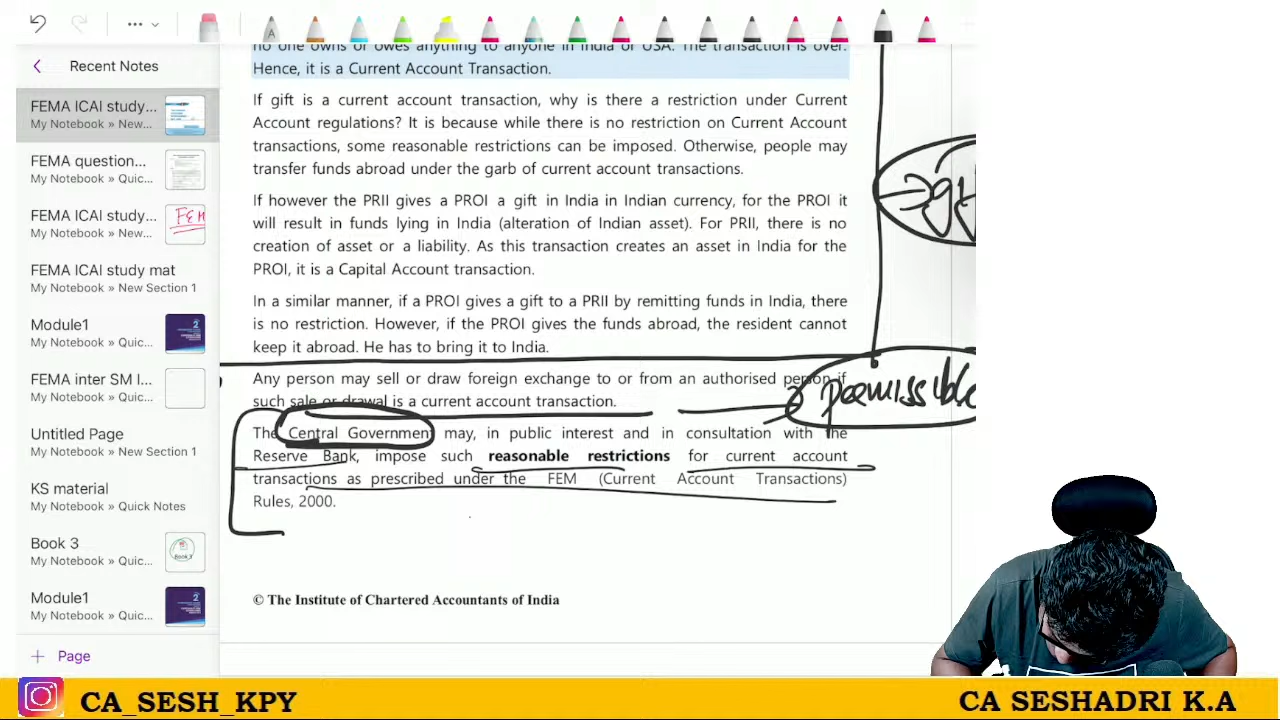 Recent Notes
FEMA ICAI study...
My Notebook » New...
FEMA question...
My Notebook » Quic...
FEMA ICAI study...
My Notebook » New...
FEM
FEMA ICAI study mat
My Notebook » New Section 1
Module1
My Notebook » Quic...
FEMA inter SM i...
My Notebook » Quic...
Untitled Page
My Notebook » New Section 1
KS material
My Notebook » Quick Notes
Book 3
My Notebook » Quic...
Book 3
Module1
My Notebook » Quic...
+ Page
no one owns or owes anything to anyone in India or USA. The transaction is over.
Hence, it is a Current Account Transaction.
If gift is a current account transaction, why is there a restriction under Current
Account regulations? It is because while there is no restriction on Current Account
transactions, some reasonable restrictions can be imposed. Otherwise, people may
transfer funds abroad under the garb of current account transactions.
If however the PRII gives a PROI a gift in India in Indian currency, for the PROI it
will result in funds lying in India (alteration of Indian asset). For PRII, there is no
creation of asset or a liability. As this transaction creates an asset in India for the
PROI, it is a Capital Account transaction.
In a similar manner, if a PROI gives a gift to a PRII by remitting funds in India, there
is no restriction. However, if the PROI gives the funds abroad, the resident cannot
keep it abroad. He has to bring it to India.
Any person may sell or draw foreign exchange to or from an authorised person if
such sale or drawal is a current account transaction.
permissible
The Central Government may, in public interest and in consultation with the
Reserve Bank, impose such reasonable restrictions for current account
transactions as prescribed under the FEM (Current Account Transactions)
Rules, 2000.
© The Institute of Chartered Accountants of India
CA_SESH_KPY
CA SESHADRI K.A